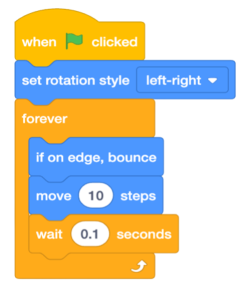 when clicked
set rotation style left-right
forever
if on edge, bounce
move 10 steps
wait 0.1 seconds